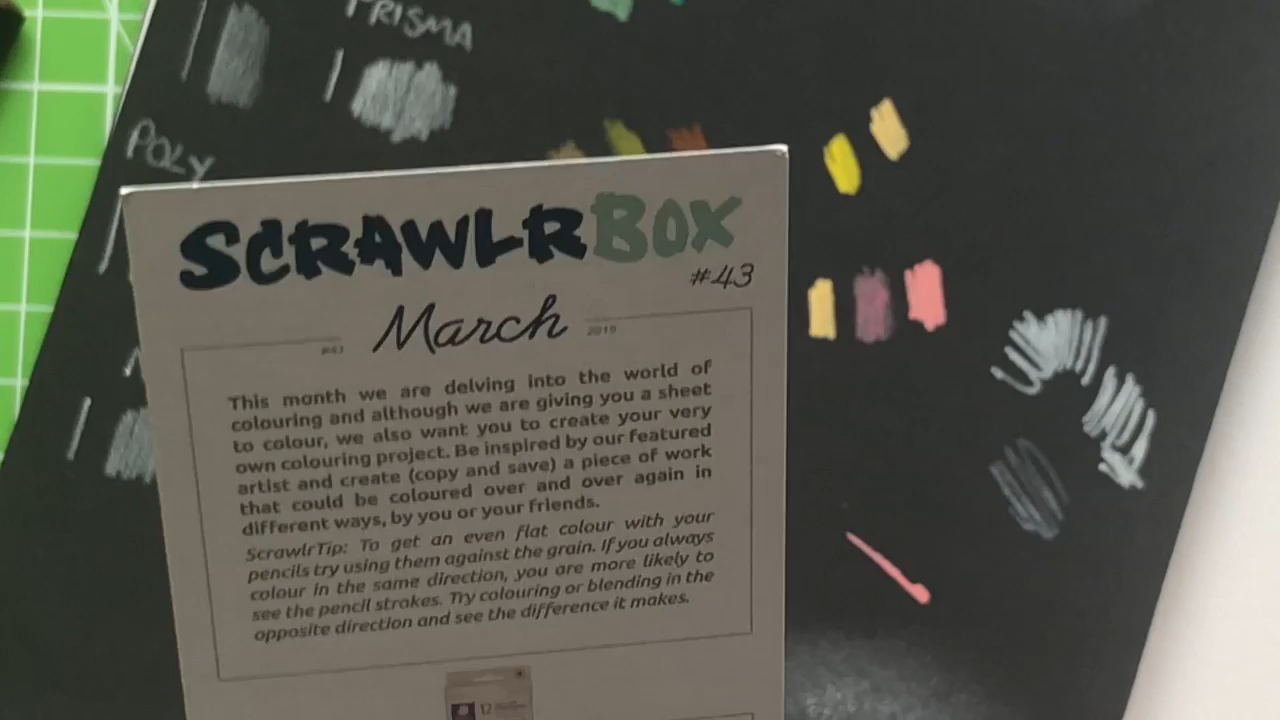 PRISMA
POLY
SCRAWLRBOX
#43
March
#43
2019
This month we are delving into the world of
colouring and although we are giving you a sheet
to colour, we also want you to create your very
own colouring project. Be inspired by our featured
artist and create (copy and save) a piece of work
that could be coloured over and over again in
different ways, by you or your friends.
ScrawlrTip: To get an even flat colour with your
pencils try using them against the grain. If you always
colour in the same direction, you are more likely to
see the pencil strokes. Try colouring or blending in the
opposite direction and see the difference it makes.
12